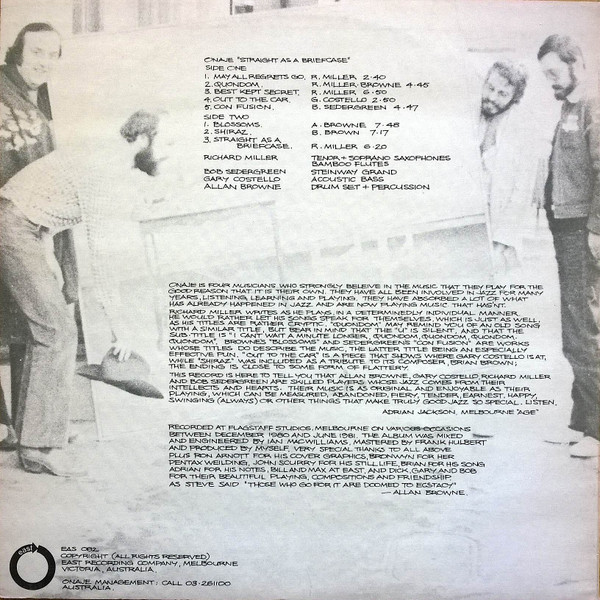 ONAJE "STRAIGHT AS A BRIEFCASE"
SIDE ONE
1. MAY ALL REGRETS GO. R. MILLER 2·40
2. QUONDOM. R. MILLER·BROWNE 4·45
3. BEST KEPT SECRET. R. MILLER 6·50
4. OUT TO THE CAR. G. COSTELLO 2·50
5. CON FUSION. B. SEDERGREEN 4·47
SIDE TWO
1. BLOSSOMS. A. BROWNE 7·48
2. SHIRAZ. B. BROWN 7·17
3. STRAIGHT AS A
BRIEFCASE. R. MILLER 6·20
RICHARD MILLER TENOR + SOPRANO SAXOPHONES
BAMBOO FLUTES
BOB SEDERGREEN STEINWAY GRAND
GARY COSTELLO ACOUSTIC BASS
ALLAN BROWNE DRUM SET + PERCUSSION
ONAJE IS FOUR MUSICIANS WHO STRONGLY BELEIVE IN THE MUSIC THAT THEY PLAY FOR THE
GOOD REASON THAT IT IS THEIR OWN. THEY HAVE ALL BEEN INVOLVED IN JAZZ FOR MANY
YEARS, LISTENING, LEARNING AND PLAYING. THEY HAVE ABSORBED A LOT OF WHAT
HAS ALREADY HAPPENED IN JAZZ AND ARE NOW PLAYING MUSIC THAT HASN'T.
RICHARD MILLER WRITES AS HE PLAYS, IN A DETERMINEDLY INDIVIDUAL MANNER.
HE WOULD RATHER LET HIS SONGS SPEAK FOR THEMSELVES, WHICH IS JUST AS WELL,
AS HIS TITLES ARE RATHER CRYPTIC. "QUONDOM" MAY REMIND YOU OF AN OLD SONG
WITH A SIMILAR TITLE, BUT BEAR IN MIND THAT THE "U" IS SILENT, AND THAT THE
SUB-TITLE IS "I CAN'T WAIT A MINUTE LONGER, QUONDOM, QUONDOM, QUONDOM,
QUONDOM". BROWNE'S "BLOSSOMS" AND SEDERGREEN'S "CON FUSION" ARE WORKS
WHOSE TITLES DO DESCRIBE THE MUSIC, THE LATTER TITLE BEING AN ESPECIALLY
EFFECTIVE PUN. "OUT TO THE CAR" IS A PIECE THAT SHOWS WHERE GARY COSTELLO IS AT,
WHILE "SHIRAZ" WAS INCLUDED AS A TRIBUTE TO ITS COMPOSER, BRIAN BROWN;
THE ENDING IS CLOSE TO SOME FORM OF FLATTERY.
THIS RECORD IS HERE TO TELL YOU THAT ALLAN BROWNE, GARY COSTELLO, RICHARD MILLER
AND BOB SEDERGREEN ARE SKILLED PLAYERS WHOSE JAZZ COMES FROM THEIR
INTELLECTS AND HEARTS. THEIR MUSIC IS AS ORIGINAL AND ENJOYABLE AS THEIR
PLAYING, WHICH CAN BE MEASURED, ABANDONED, FIERY, TENDER, EARNEST, HAPPY,
SWINGING (ALWAYS) OR OTHER THINGS THAT MAKE TRULY GOOD JAZZ SO SPECIAL. LISTEN.
ADRIAN JACKSON, MELBOURNE 'AGE'
RECORDED AT FLAGSTAFF STUDIOS, MELBOURNE ON VARIOUS OCCASIONS
BETWEEN DECEMBER 1980 AND JUNE 1981. THE ALBUM WAS MIXED
AND ENGINEERED BY IAN MACWILLIAMS, MASTERED BY FRANK HULBERT
AND PRODUCED BY MYSELF. VERY SPECIAL THANKS TO ALL ABOVE
PLUS RON ARNOTT FOR HIS COVER GRAPHICS, BRONWYN FOR HER
PENTAX WEILDING, JOHN SCURRY FOR HIS STILL LIFE, BRIAN FOR HIS SONG
ADRIAN FOR HIS NOTES, BILL AND MAX AT EAST, AND DICK, GARY, AND BOB
FOR THEIR BEAUTIFUL PLAYING, COMPOSITIONS AND FRIENDSHIP.
AS STEVE SAID "THOSE WHO GO FOR IT ARE DOOMED TO ECSTACY"
— ALLAN BROWNE.
eas
EAS 082
COPYRIGHT (ALL RIGHTS RESERVED)
EAST RECORDING COMPANY, MELBOURNE
VICTORIA, AUSTRALIA.
ONAJE MANAGEMENT: CALL 03·261100
AUSTRALIA.